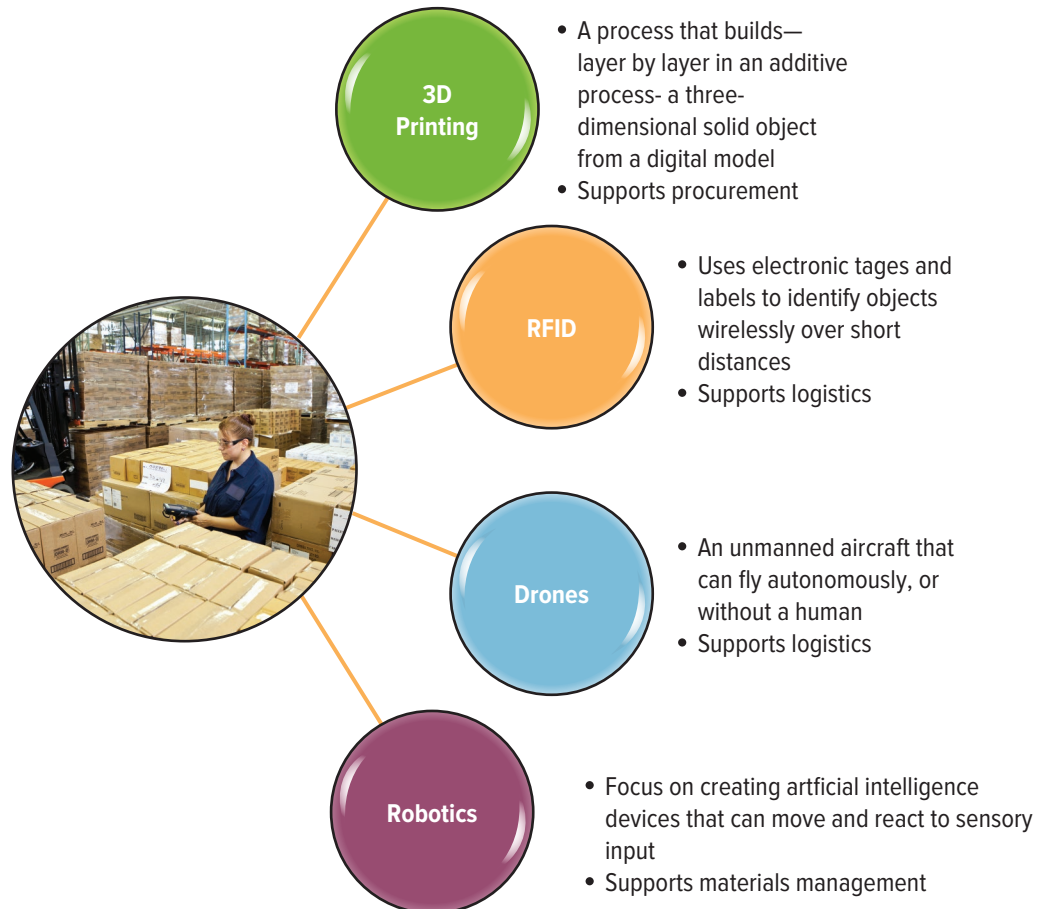 3D
Printing
• A process that builds—
layer by layer in an additive
process- a three-
dimensional solid object
from a digital model
• Supports procurement
RFID
• Uses electronic tages and
labels to identify objects
wirelessly over short
distances
• Supports logistics
Drones
• An unmanned aircraft that
can fly autonomously, or
without a human
• Supports logistics
Robotics
• Focus on creating artficial intelligence
devices that can move and react to sensory
input
• Supports materials management